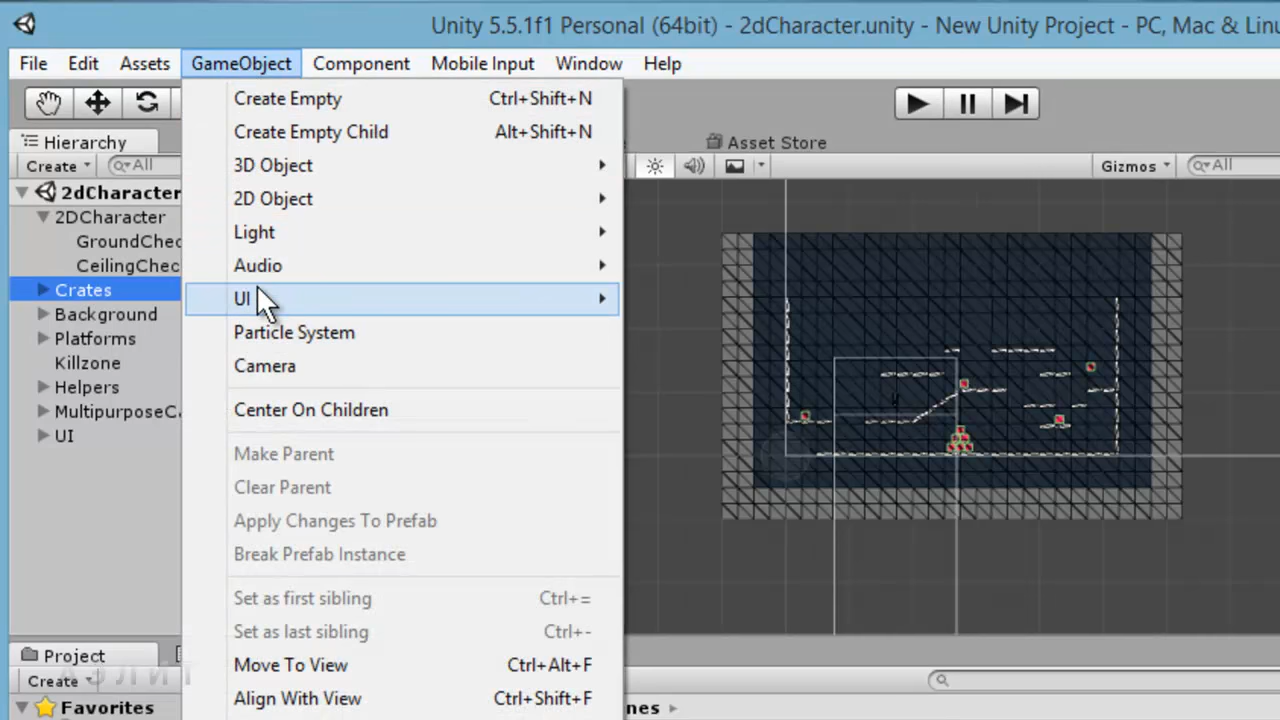 Unity 5.5.1f1 Personal (64bit) - 2dCharacter.unity - New Unity Project - PC, Mac & Linu
File Edit Assets GameObject Component Mobile Input Window Help
Create Empty Ctrl+Shift+N
Create Empty Child Alt+Shift+N
3D Object
2D Object
Light
Audio
UI
Particle System
Camera
Center On Children
Make Parent
Clear Parent
Apply Changes To Prefab
Break Prefab Instance
Set as first sibling Ctrl+=
Set as last sibling Ctrl+-
Move To View Ctrl+Alt+F
Align With View Ctrl+Shift+F
Hierarchy
Create All
2dCharacter
2DCharacter
GroundChec
CeilingChec
Crates
Background
Platforms
Killzone
Helpers
MultipurposeCa
UI
Asset Store
Gizmos All
Project
Create
Favorites
nes